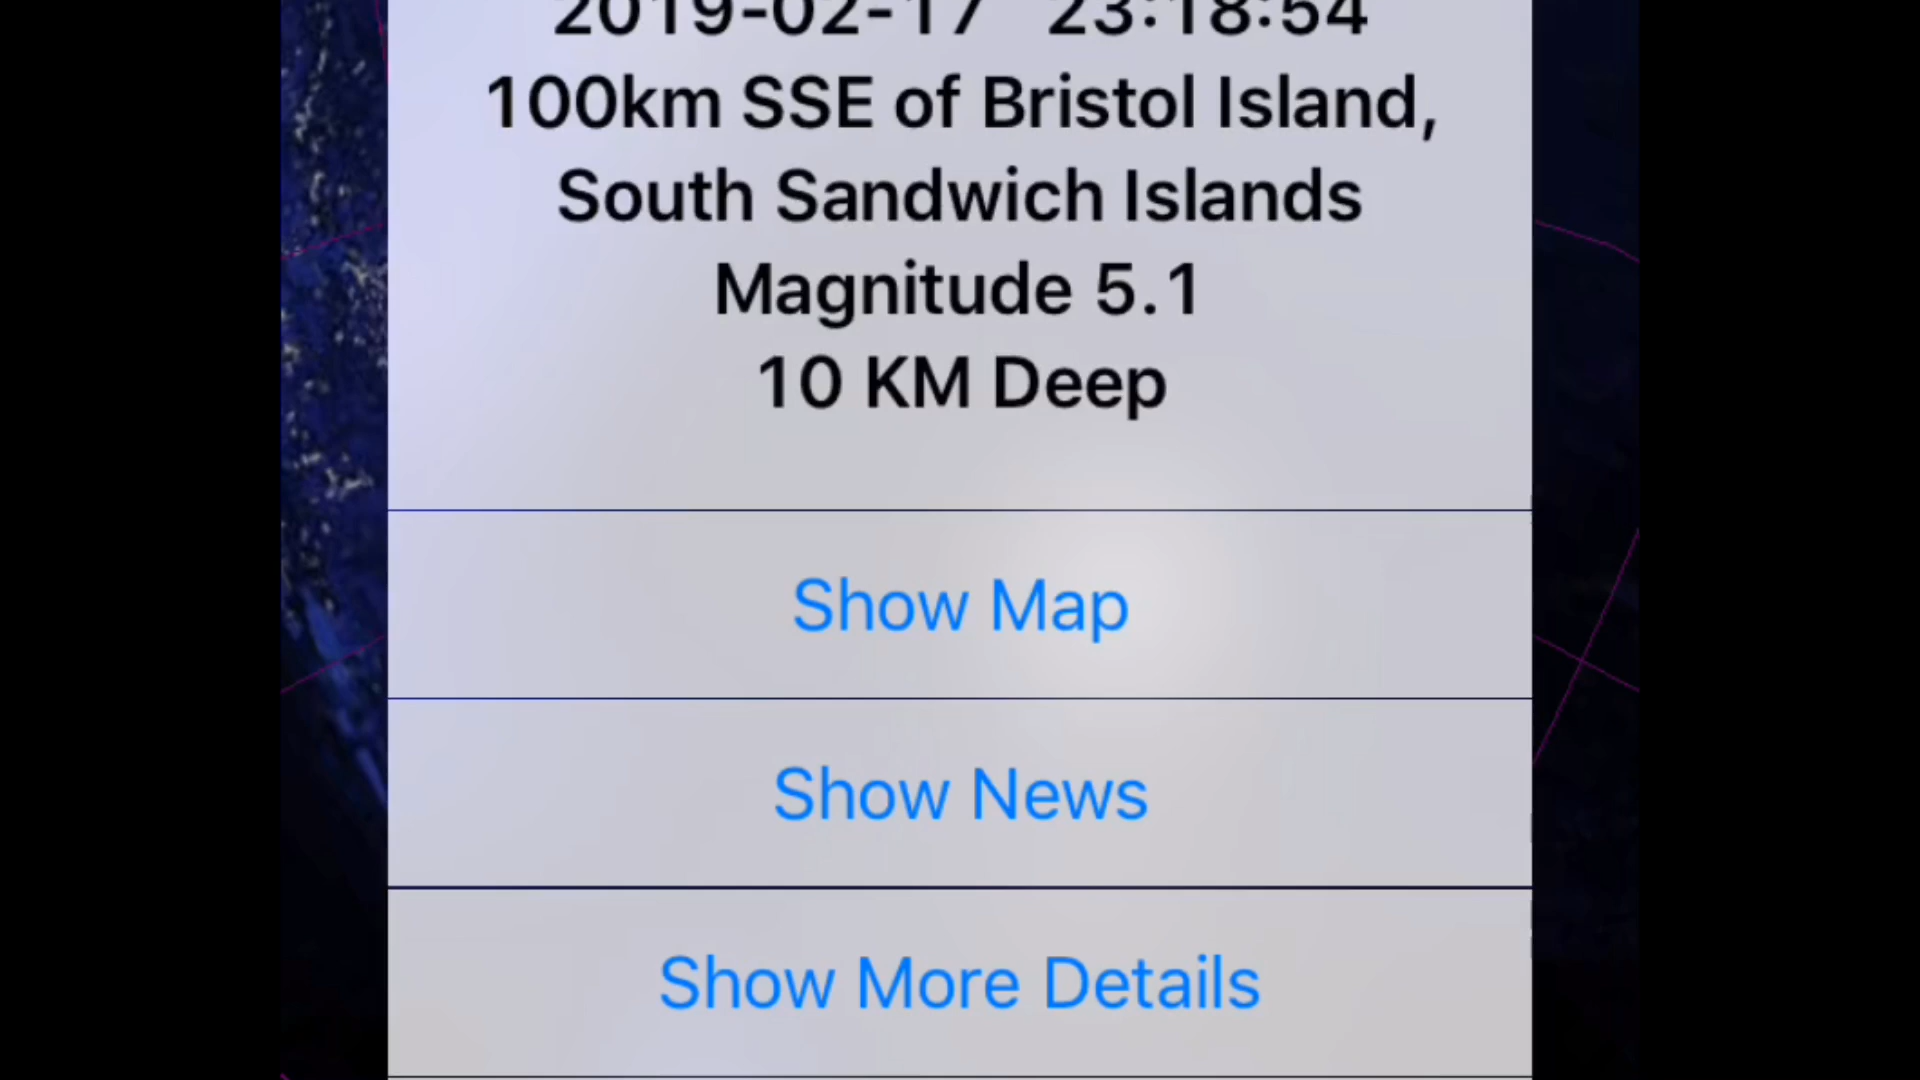 2019-02-17 23:18:54
100km SSE of Bristol Island,
South Sandwich Islands
Magnitude 5.1
10 KM Deep
Show Map
Show News
Show More Details